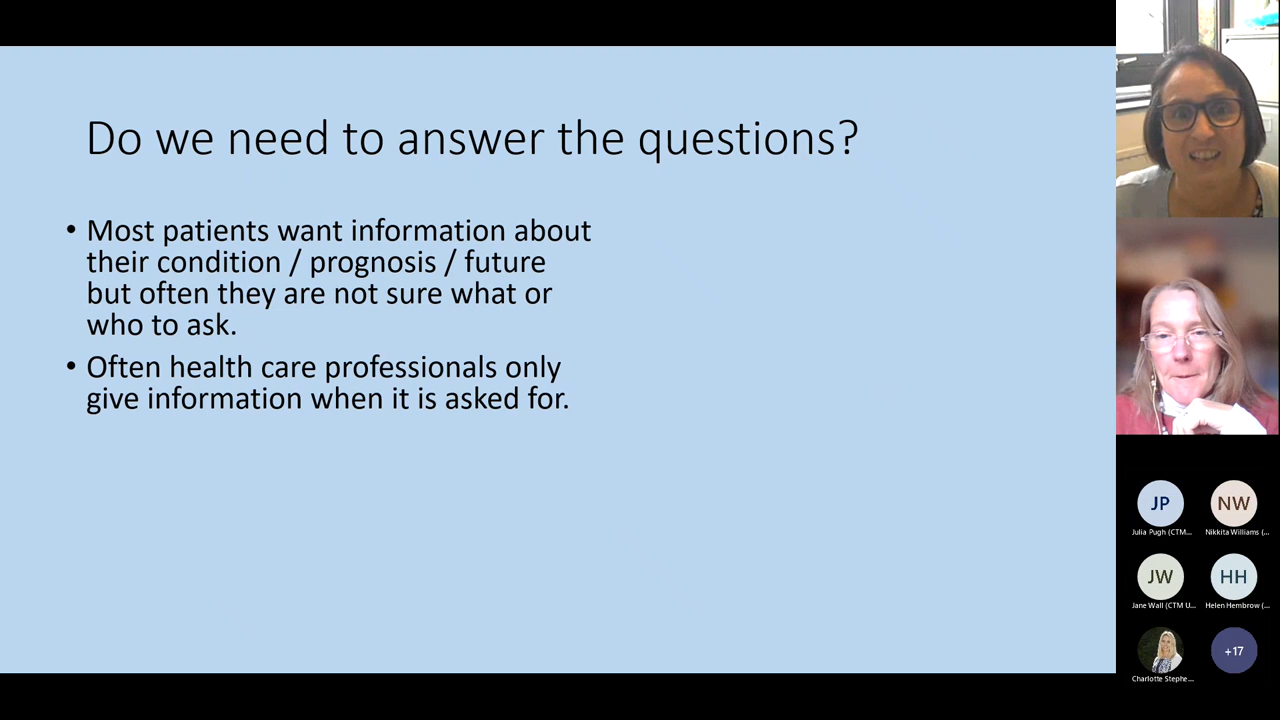 Do we need to answer the questions?
• Most patients want information about
their condition / prognosis / future
but often they are not sure what or
who to ask.
• Often health care professionals only
give information when it is asked for.
JP
NW
Julia Pugh (CTM...
Nikkita Williams (...
JW
HH
Jane Wall (CTM U...
Helen Hembrow (...
+17
Charlotte Stephe...